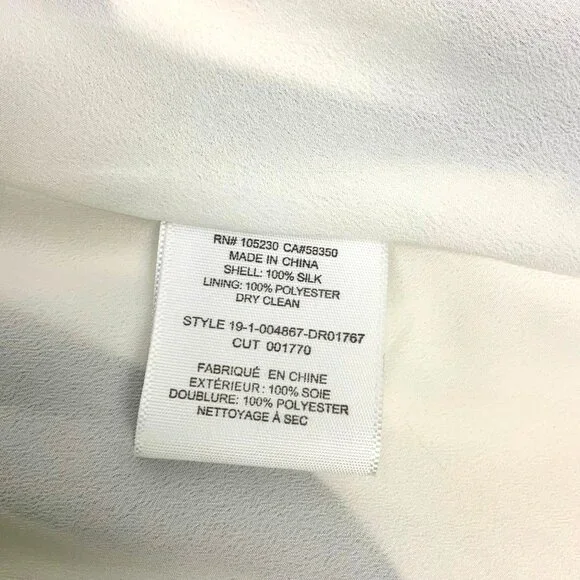 RN# 105230 CA#58350
MADE IN CHINA
SHELL: 100% SILK
LINING: 100% POLYESTER
DRY CLEAN
STYLE 19-1-004867-DR01767
CUT 001770
FABRIQUÉ EN CHINE
EXTÉRIEUR: 100% SOIE
DOUBLURE: 100% POLYESTER
NETTOYAGE À SEC